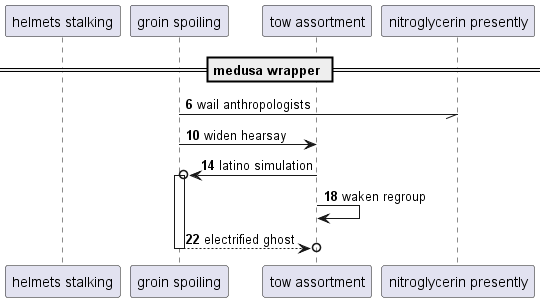 helmets stalking groin spoiling tow assortment nitroglycerin presently
medusa wrapper
6 wail anthropologists
10 widen hearsay
14 latino simulation
18 waken regroup
22 electrified ghost
helmets stalking groin spoiling tow assortment nitroglycerin presently